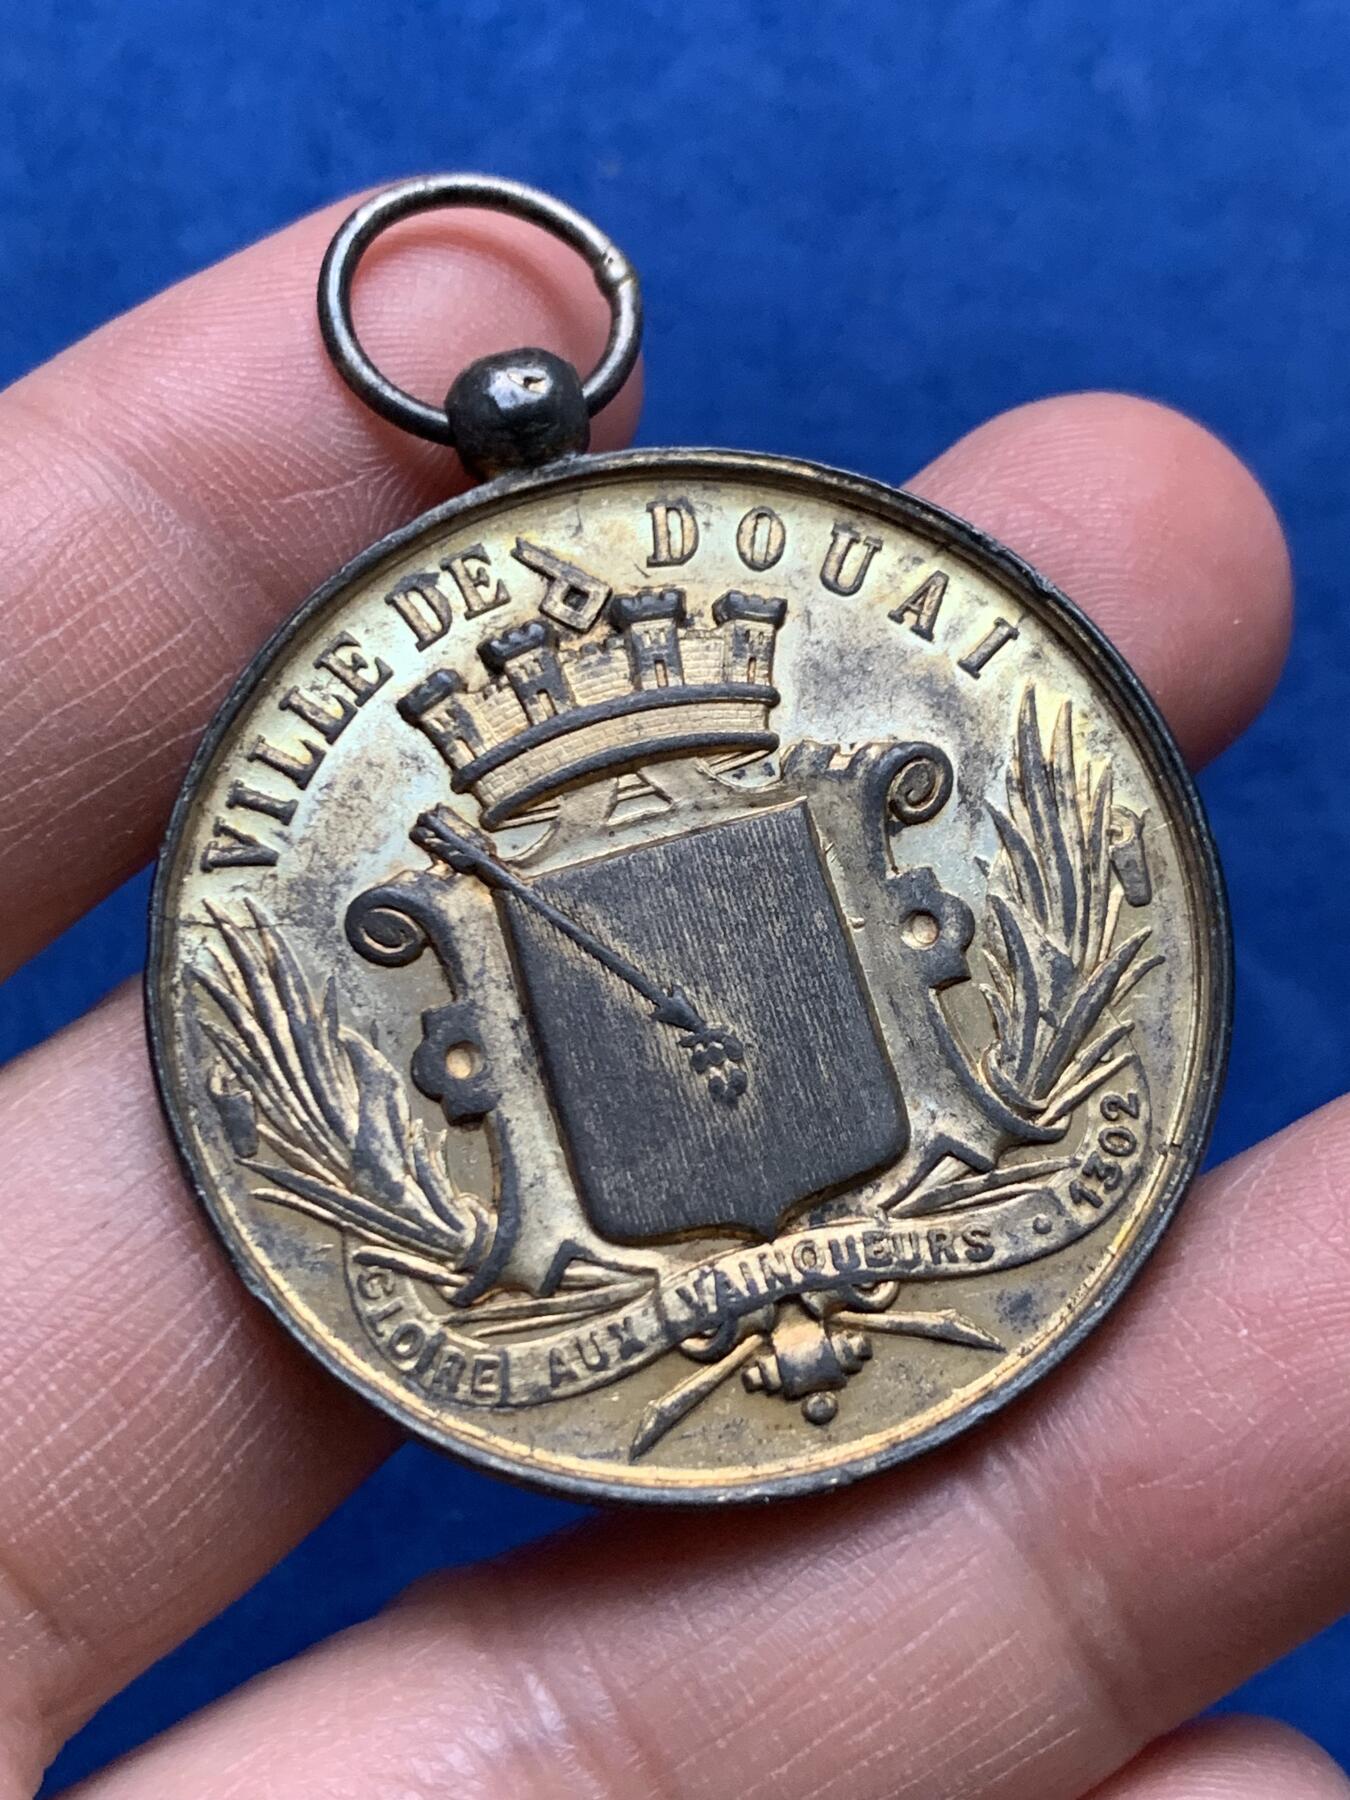 VILLE DE DOUAI
D
GLOIRE AUX VAINQUEURS · 1302